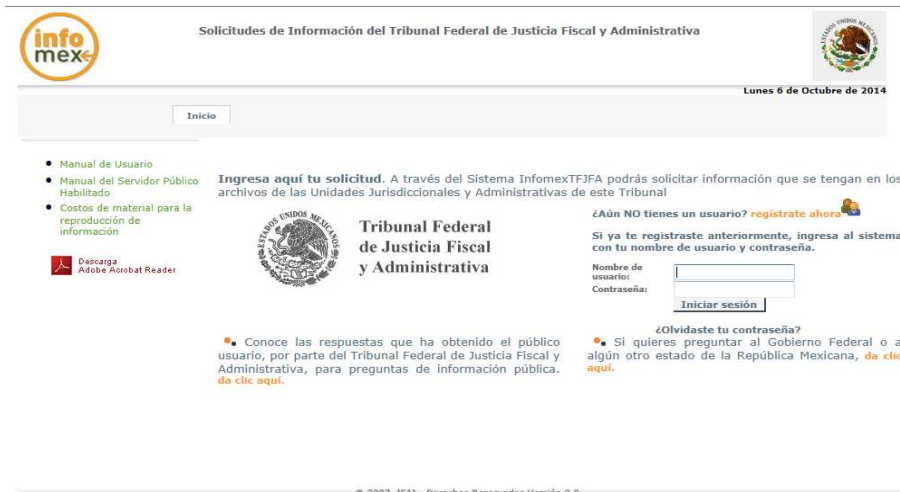 info
mex
Solicitudes de Información del Tribunal Federal de Justicia Fiscal y Administrativa
Lunes 6 de Octubre de 2014
Inicio
Manual de Usuario
Manual del Servidor Público
Habilitado
Costos de material para la
reproducción de
información
Descarga
Adobe Acrobat Reader
Ingresa aquí tu solicitud. A través del Sistema InfomexTFJFA podrás solicitar información que se tengan en los
archivos de las Unidades Jurisdiccionales y Administrativas de este Tribunal
ESTADOS UNIDOS MEXICANOS
Tribunal Federal
de Justicia Fiscal
y Administrativa
¿Aún NO tienes un usuario? regístrate ahora
Si ya te registraste anteriormente, ingresa al sistema
con tu nombre de usuario y contraseña.
Nombre de
usuario:
Contraseña:
Iniciar sesión
¿Olvidaste tu contraseña?
Conoce las respuestas que ha obtenido el público
usuario, por parte del Tribunal Federal de Justicia Fiscal y
Administrativa, para preguntas de información pública.
da clic aquí.
Si quieres preguntar al Gobierno Federal o a
algún otro estado de la República Mexicana, da clic
aquí.